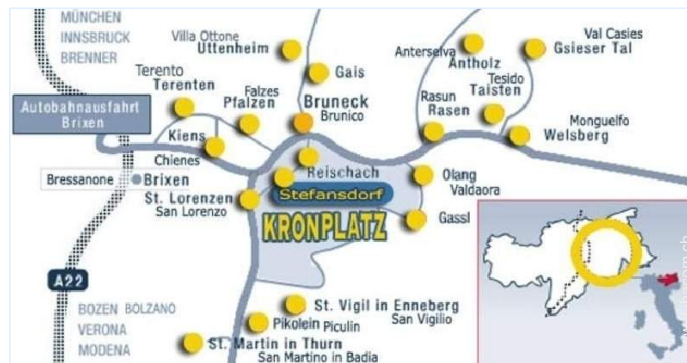 MÜNCHEN
INNSBRUCK
BRENNER
Autobahnausfahrt
Brixen
Villa Ottone
Uttenheim
Gais
Terento
Terenten
Falzes
Pfalzen
Bruneck
Brunico
Kiens
Chienes
Anterselva
Antholz
Val Casies
Gsieser Tal
Tesido
Taisten
Rasun
Rasen
Monguelfo
Welsberg
Bressanone
Brixen
Reischach
Stefansdorf
St. Lorenzen
San Lorenzo
KRONPLATZ
Olang
Valdaora
Gassl
A22
BOZEN BOLZANO
VERONA
MODENA
St. Vigil in Enneberg
San Vigilio
Pikolein Piculin
St. Martin in Thurn
San Martino in Badia